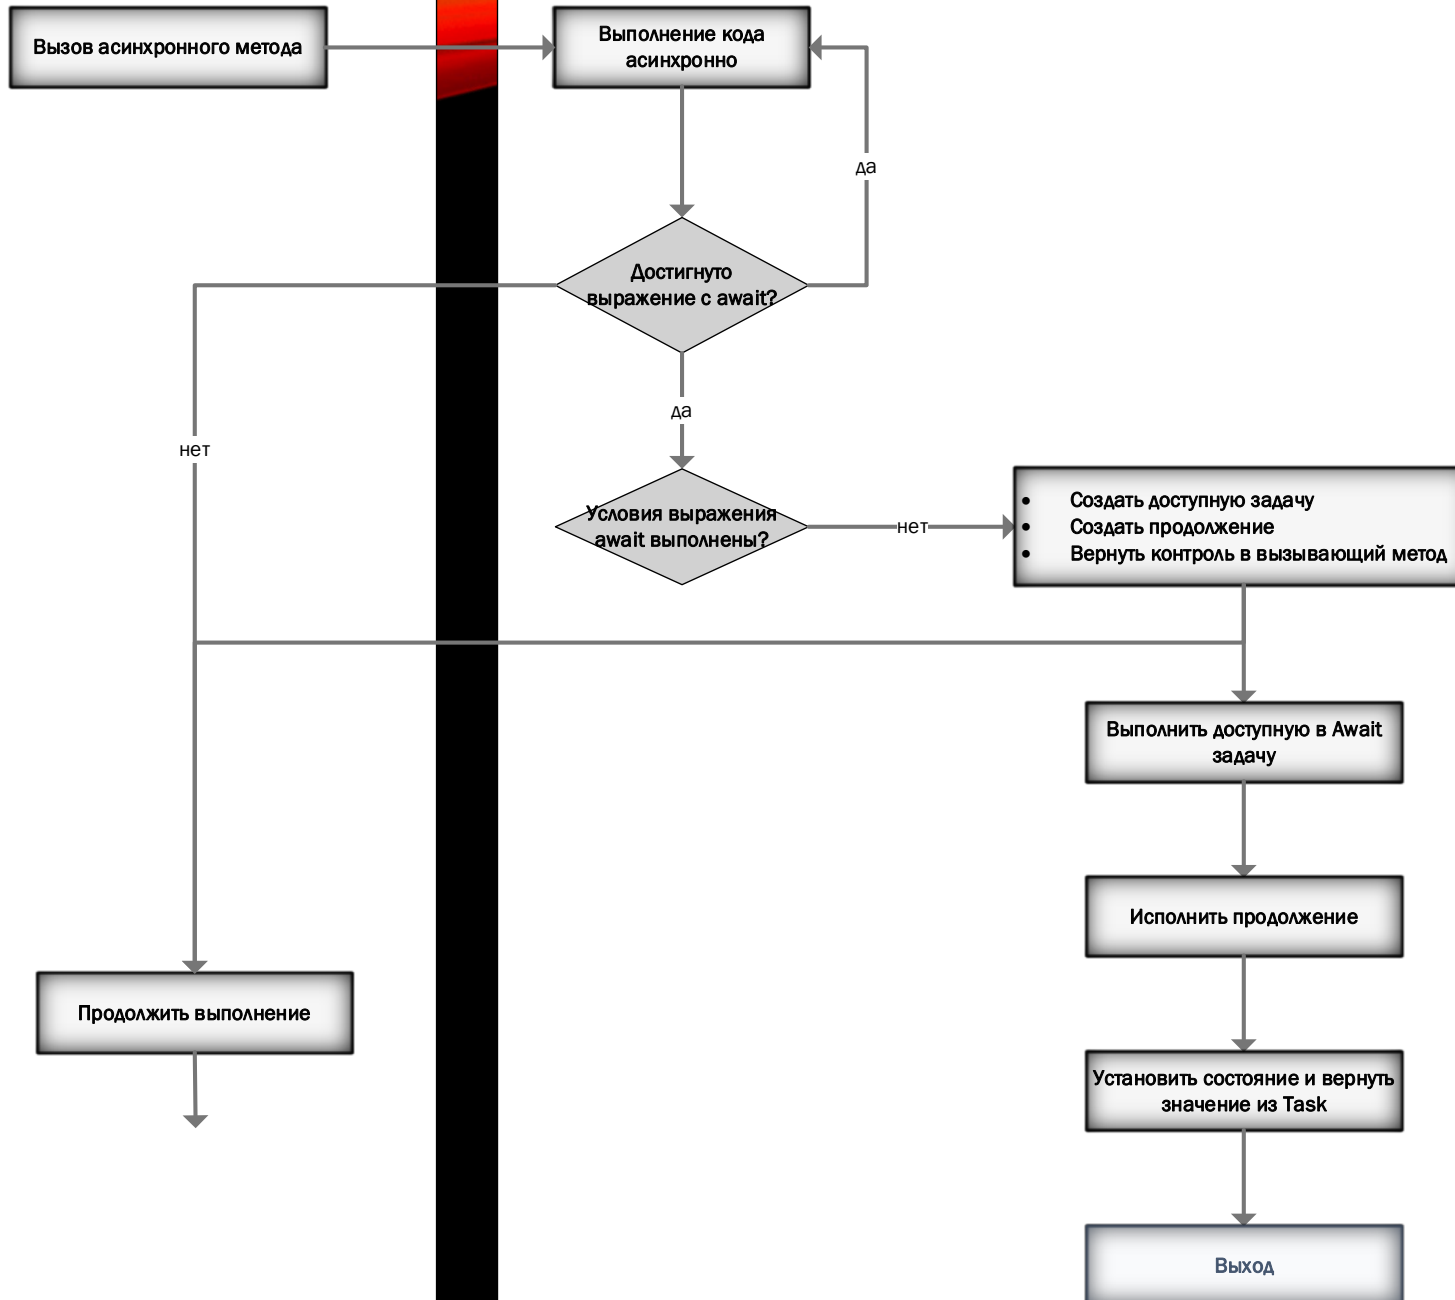 Вызов асинхронного метода
Выполнение кода
асинхронно
да
Достигнуто
выражение с await?
нет
да
Условия выражения
await выполнены?
нет
• Создать доступную задачу
• Создать продолжение
• Вернуть контроль в вызывающий метод
Выполнить доступную в Await
задачу
Исполнить продолжение
Продолжить выполнение
Установить состояние и вернуть
значение из Task
Выход